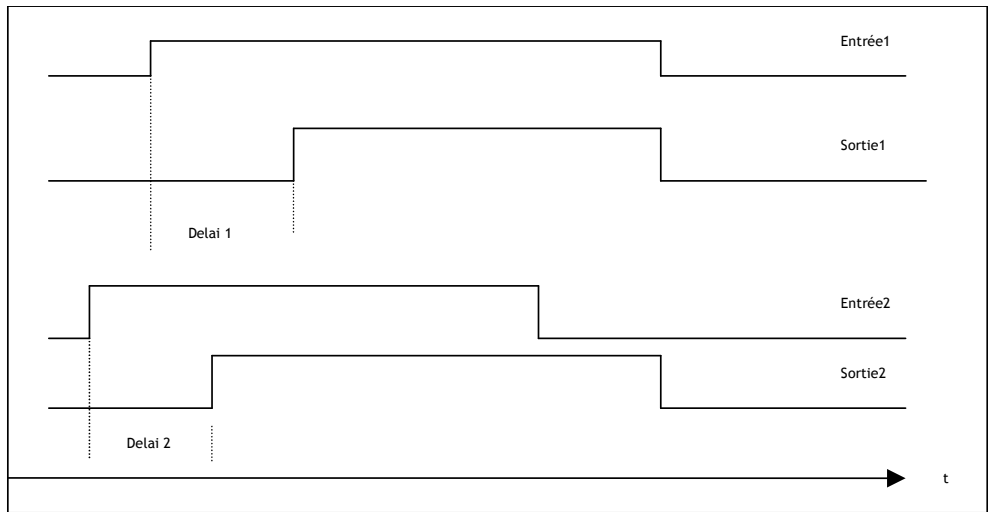 Entrée1
Sortie1
Delai 1
Entrée2
Sortie2
Delai 2
t